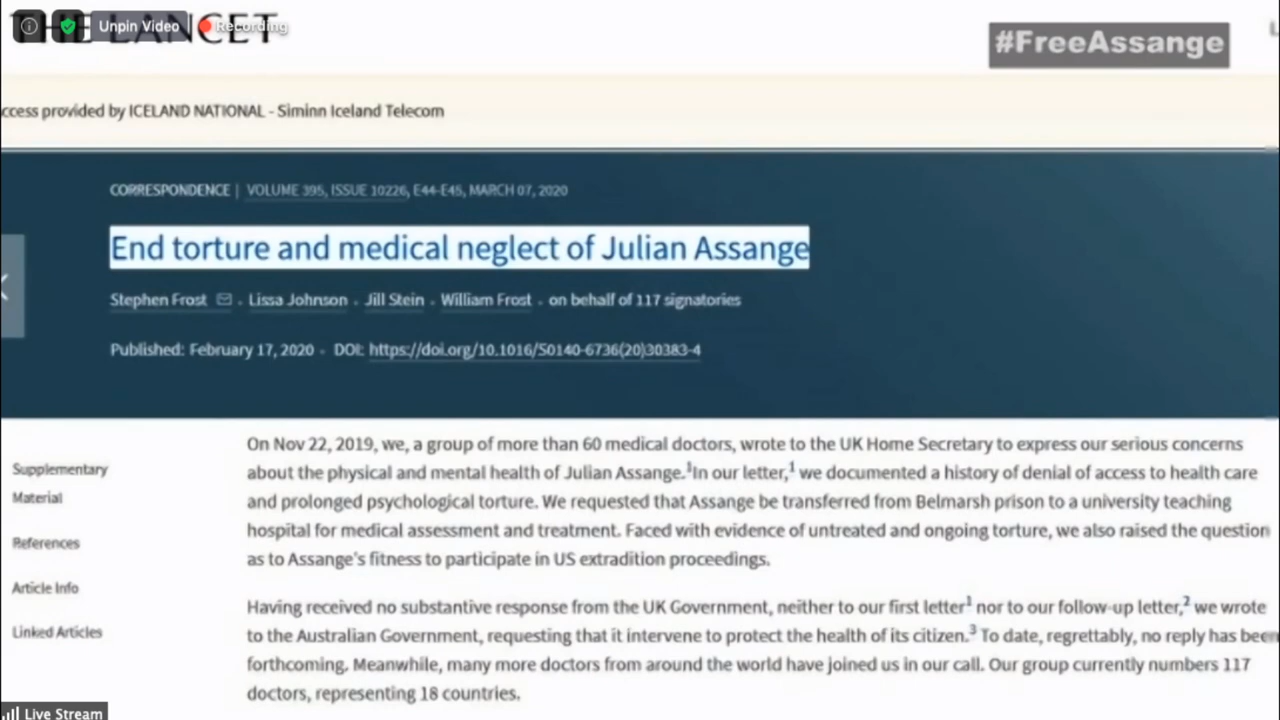 THE LANCET
Unpin Video
Recording
#FreeAssange
ccess provided by ICELAND NATIONAL - Siminn Iceland Telecom
CORRESPONDENCE | VOLUME 395, ISSUE 10226, E44-E45, MARCH 07, 2020
End torture and medical neglect of Julian Assange
Stephen Frost • Lissa Johnson • Jill Stein • William Frost • on behalf of 117 signatories
Published: February 17, 2020 • DOI: https://doi.org/10.1016/S0140-6736(20)30383-4
Supplementary
Material
References
Article Info
Linked Articles
On Nov 22, 2019, we, a group of more than 60 medical doctors, wrote to the UK Home Secretary to express our serious concerns
about the physical and mental health of Julian Assange.¹In our letter,¹ we documented a history of denial of access to health care
and prolonged psychological torture. We requested that Assange be transferred from Belmarsh prison to a university teaching
hospital for medical assessment and treatment. Faced with evidence of untreated and ongoing torture, we also raised the question
as to Assange's fitness to participate in US extradition proceedings.
Having received no substantive response from the UK Government, neither to our first letter¹ nor to our follow-up letter,² we wrote
to the Australian Government, requesting that it intervene to protect the health of its citizen.³ To date, regrettably, no reply has been
forthcoming. Meanwhile, many more doctors from around the world have joined us in our call. Our group currently numbers 117
doctors, representing 18 countries.
Live Stream